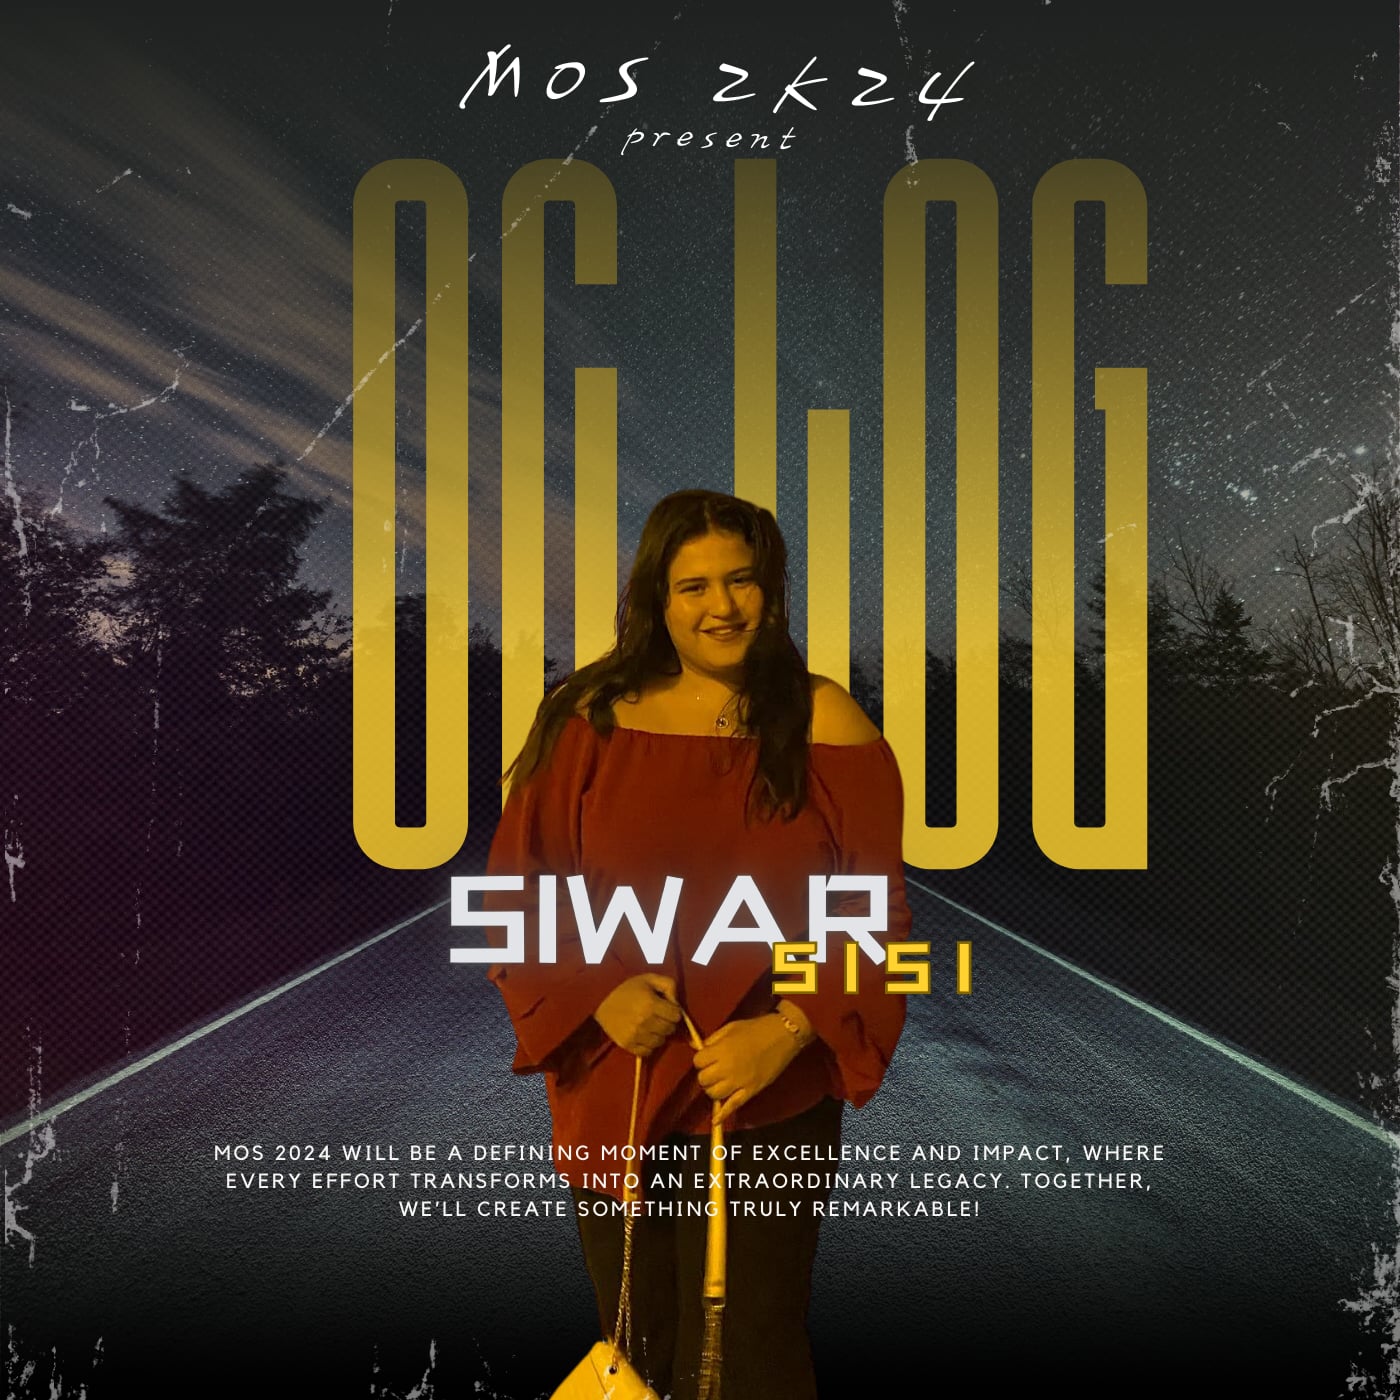 MOS 2K24
present
OC LOG
SIWAR
SISI
MOS 2024 WILL BE A DEFINING MOMENT OF EXCELLENCE AND IMPACT, WHERE
EVERY EFFORT TRANSFORMS INTO AN EXTRAORDINARY LEGACY. TOGETHER,
WE'LL CREATE SOMETHING TRULY REMARKABLE!